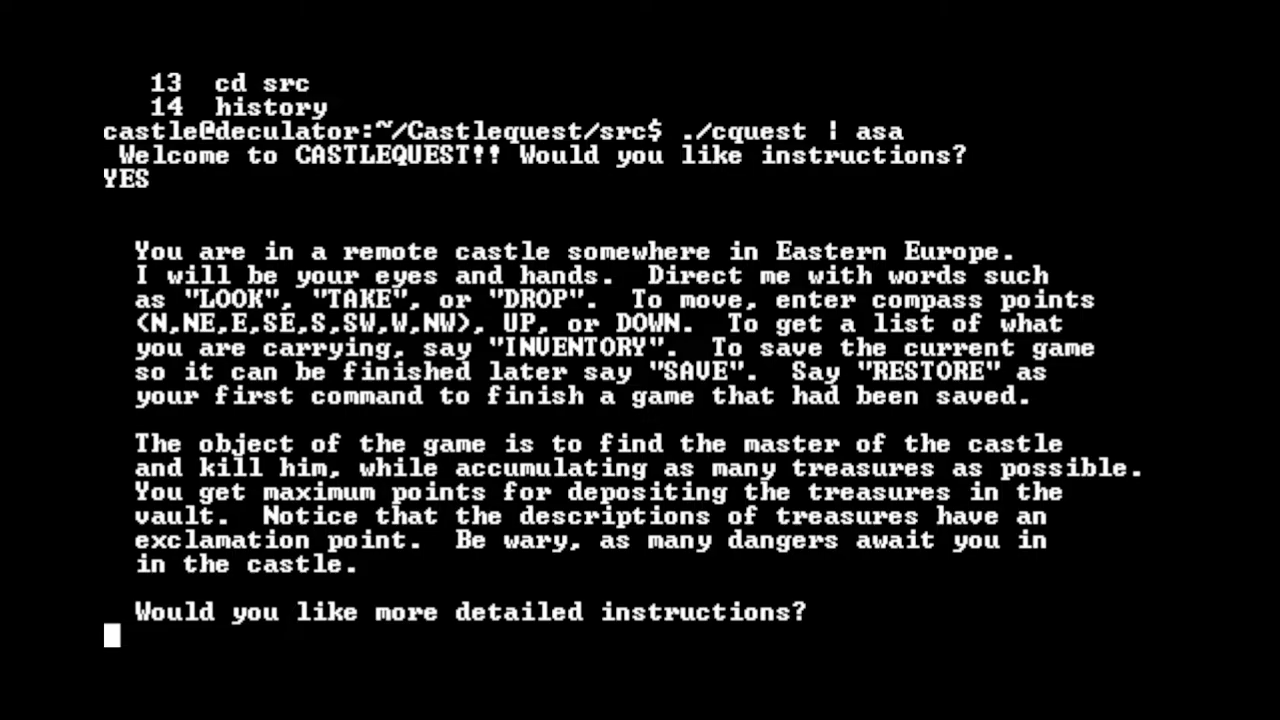 13 cd src
14 history
castle@deculator:~/Castlequest/src$ ./cquest | asa
Welcome to CASTLEQUEST!! Would you like instructions?
YES
You are in a remote castle somewhere in Eastern Europe.
I will be your eyes and hands. Direct me with words such
as "LOOK", "TAKE", or "DROP". To move, enter compass points
(N,NE,E,SE,S,SW,W,NW), UP, or DOWN. To get a list of what
you are carrying, say "INVENTORY". To save the current game
so it can be finished later say "SAVE". Say "RESTORE" as
your first command to finish a game that had been saved.
The object of the game is to find the master of the castle
and kill him, while accumulating as many treasures as possible.
You get maximum points for depositing the treasures in the
vault. Notice that the descriptions of treasures have an
exclamation point. Be wary, as many dangers await you in
in the castle.
Would you like more detailed instructions?